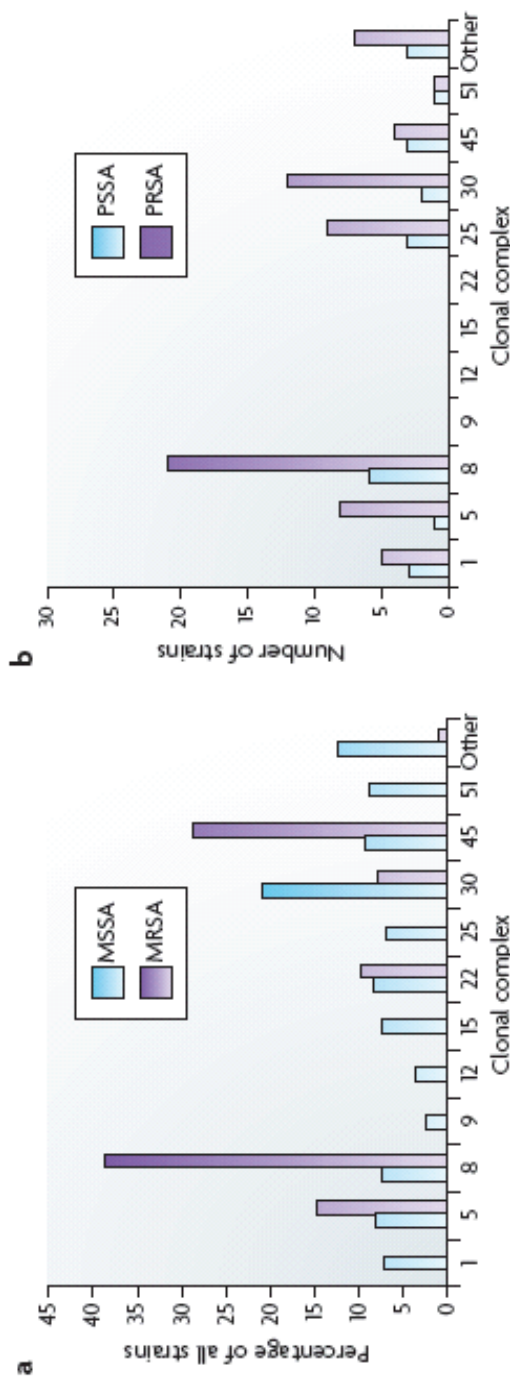 a
Percentage of all strains
45
40
35
30
25
20
15
10
5
0
MSSA
MRSA
1 5 8 9 12 15 22 25 30 45 51 Other
Clonal complex
b
Number of strains
30
25
20
15
10
5
0
PSSA
PRSA
1 5 8 9 12 15 22 25 30 45 51 Other
Clonal complex